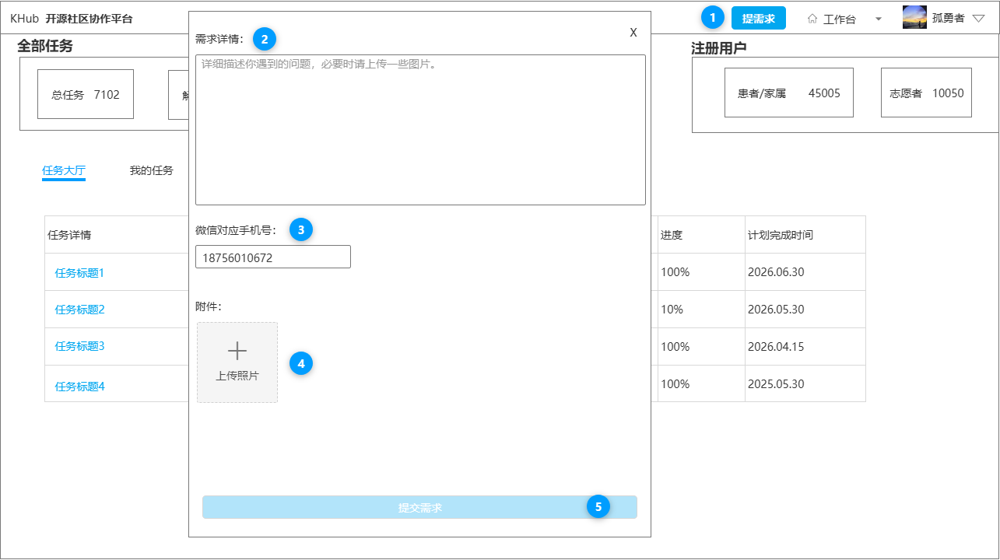 KHub 开源社区协作平台
1 提需求 工作台 孤勇者
全部任务
注册用户
总任务 7102
患者/家属 45005
志愿者 10050
任务大厅 我的任务
需求详情： 2 X
详细描述你遇到的问题，必要时请上传一些图片。
微信对应手机号： 3
18756010672
附件：
上传照片 4
提交需求 5
任务详情 进度 计划完成时间
任务标题1 100% 2026.06.30
任务标题2 10% 2026.05.30
任务标题3 100% 2026.04.15
任务标题4 100% 2025.05.30